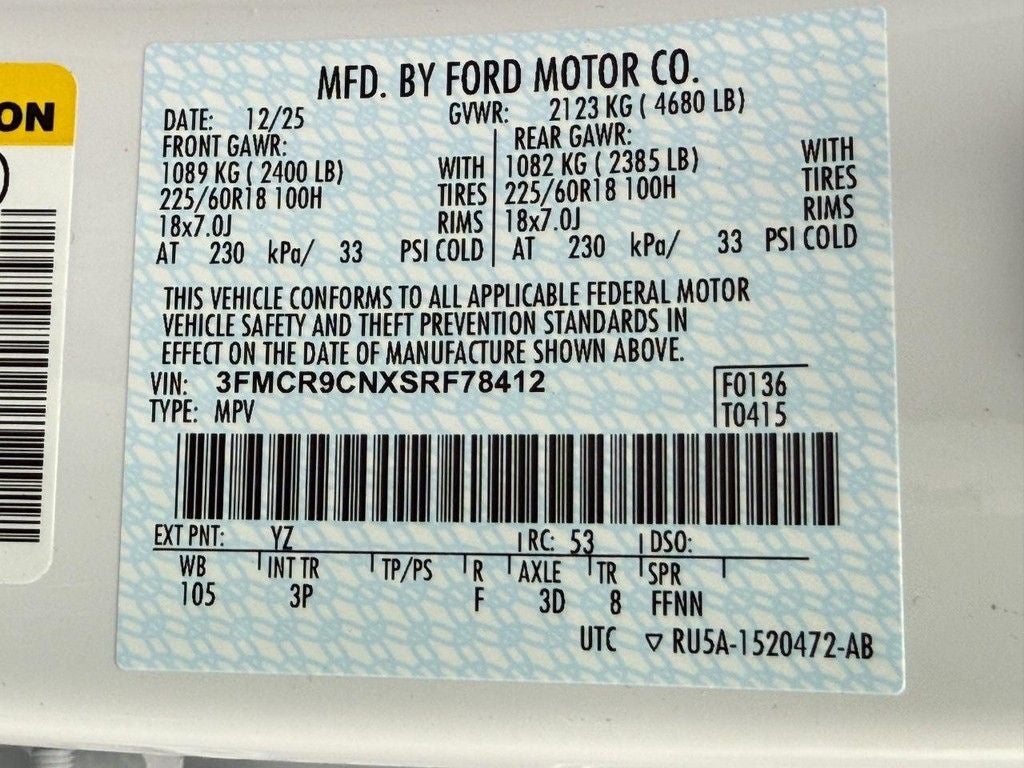 ON
MFD. BY FORD MOTOR CO.
DATE: 12/25 GVWR: 2123 KG ( 4680 LB)
FRONT GAWR: REAR GAWR:
1089 KG ( 2400 LB) WITH 1082 KG ( 2385 LB) WITH
225/60R18 100H TIRES 225/60R18 100H TIRES
18x7.0J RIMS 18x7.0J RIMS
AT 230 kPa/ 33 PSI COLD AT 230 kPa/ 33 PSI COLD
THIS VEHICLE CONFORMS TO ALL APPLICABLE FEDERAL MOTOR
VEHICLE SAFETY AND THEFT PREVENTION STANDARDS IN
EFFECT ON THE DATE OF MANUFACTURE SHOWN ABOVE.
VIN: 3FMCR9CNXSRF78412 F0136
TYPE: MPV T0415
EXT PNT: YZ RC: 53 DSO:
WB INT TR TP/PS R AXLE TR SPR
105 3P F 3D 8 FFNN
UTC ▽ RU5A-1520472-AB